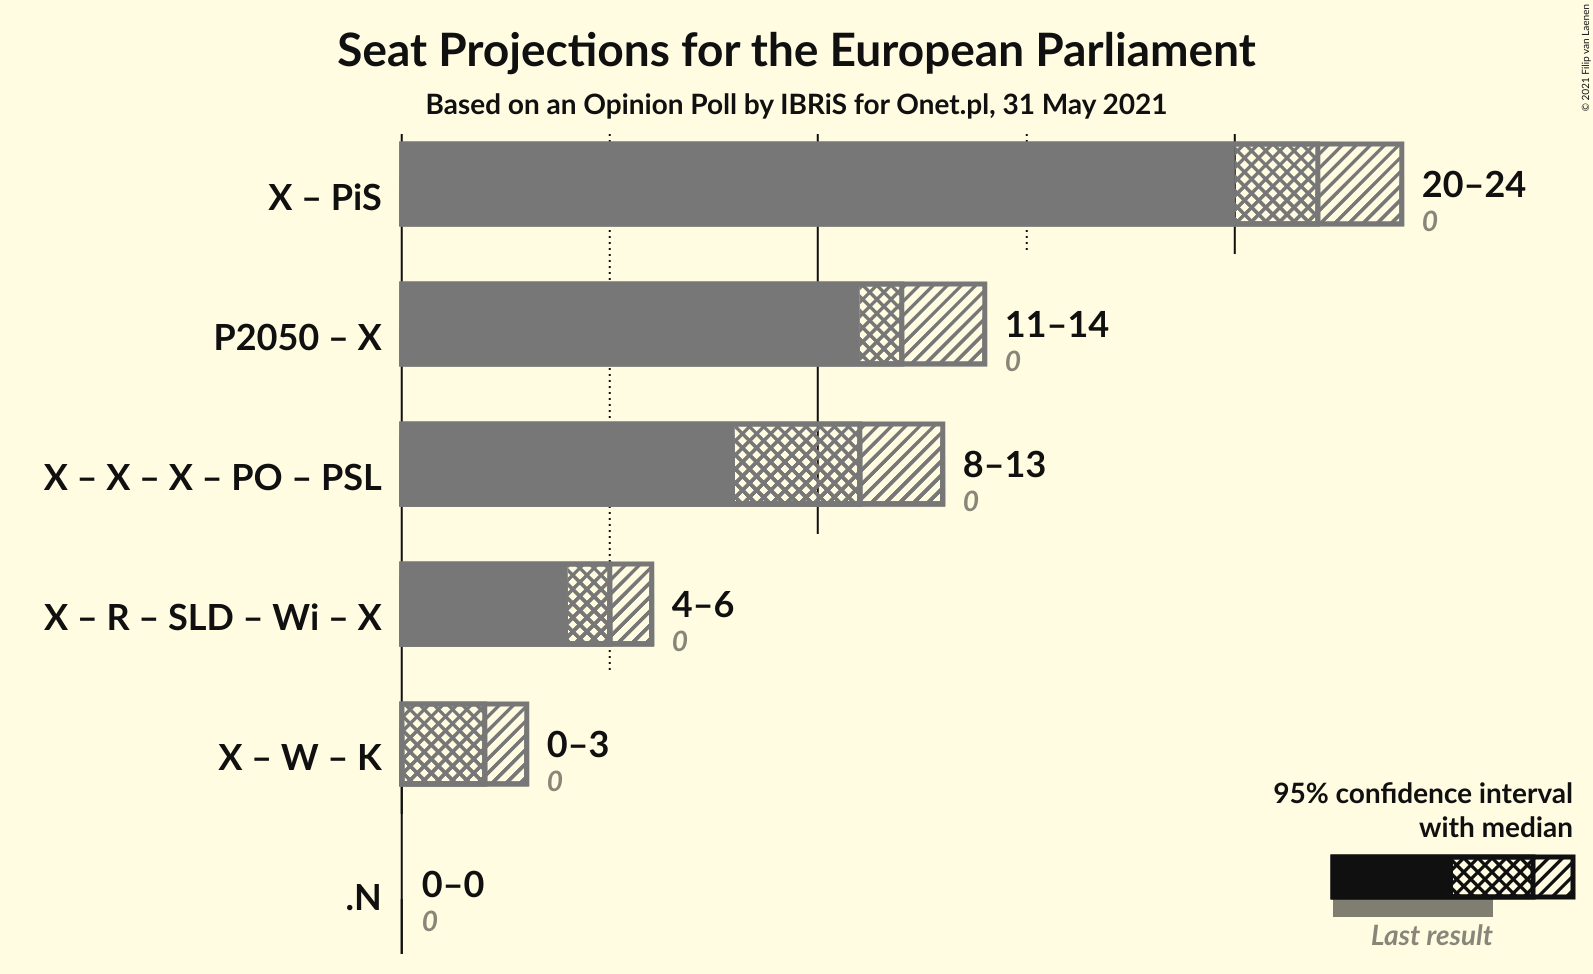 Seat Projections for the European Parliament
Based on an Opinion Poll by IBRiS for Onet.pl, 31 May 2021
© 2021 Filip van Laenen
X – PiS
20–24
0
P2050 – X
11–14
0
X – X – X – PO – PSL
8–13
0
X – R – SLD – Wi – X
4–6
0
X – W – K
0–3
0
.N
0–0
0
95% confidence interval
with median
Last result